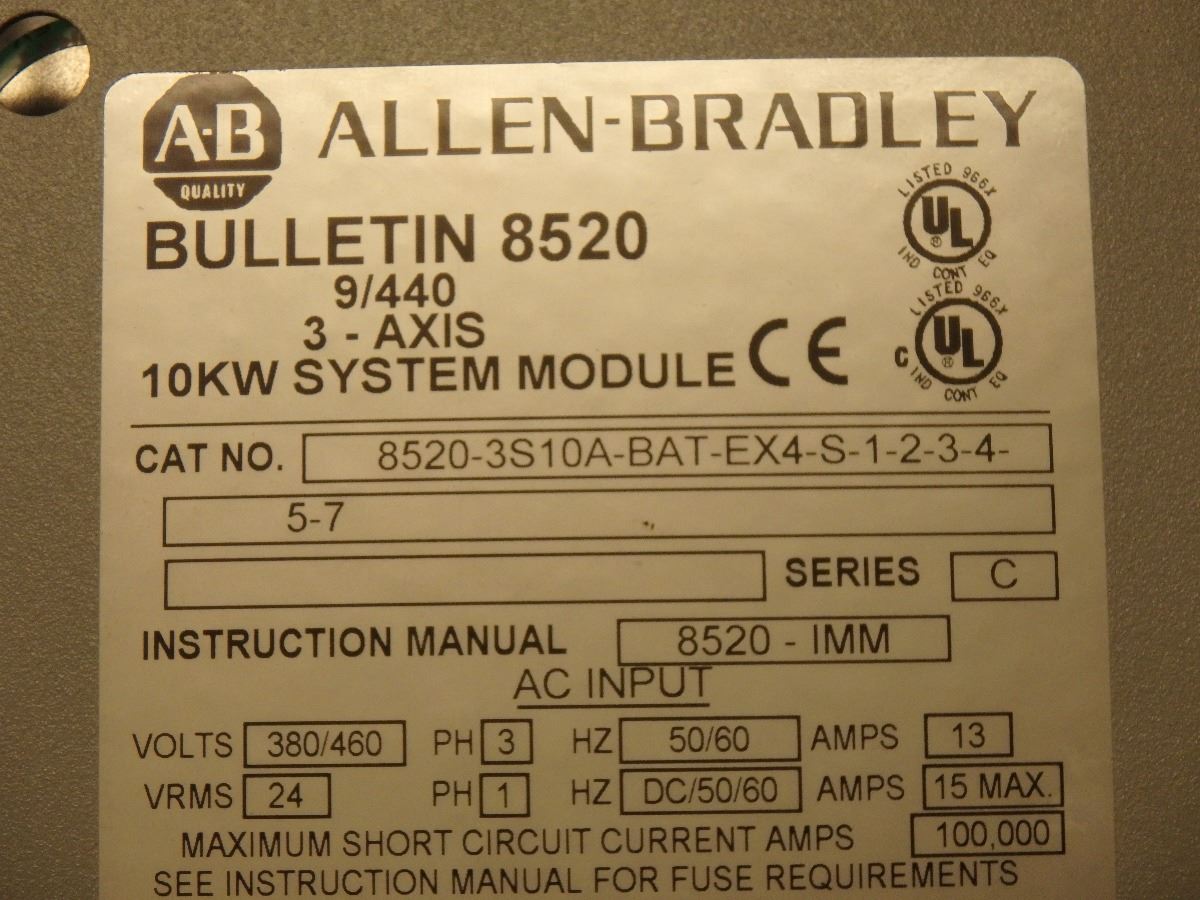 A-B ALLEN-BRADLEY
QUALITY
BULLETIN 8520
9/440
3 - AXIS
10KW SYSTEM MODULE CE
LISTED 966X
UL ®
IND CONT EQ
LISTED 966X
C UL ®
IND CONT EQ
CAT NO. 8520-3S10A-BAT-EX4-S-1-2-3-4-
5-7
SERIES C
INSTRUCTION MANUAL 8520 - IMM
AC INPUT
VOLTS 380/460 PH 3 HZ 50/60 AMPS 13
VRMS 24 PH 1 HZ DC/50/60 AMPS 15 MAX.
MAXIMUM SHORT CIRCUIT CURRENT AMPS 100,000
SEE INSTRUCTION MANUAL FOR FUSE REQUIREMENTS